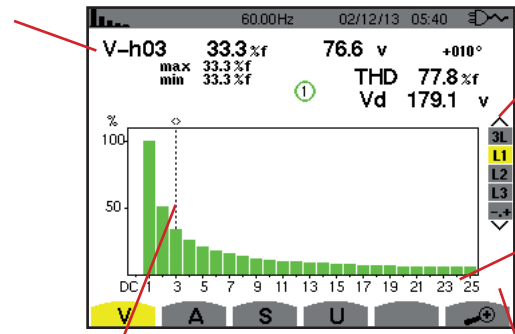 60.00Hz 02/12/13 05:40
V-h03 33.3 %f 76.6 v +010°
max 33.3 %f
min 33.3 %f
THD 77.8 %f
1
Vd 179.1 v
%
100
50
3L
L1
L2
L3
-.+
DC 1 3 5 7 9 11 13 15 17 19 21 23 25
V A S U